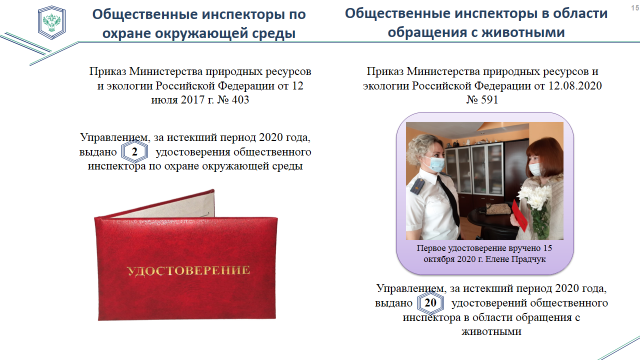 15
Общественные инспекторы по
охране окружающей среды
Приказ Министерства природных ресурсов
и экологии Российской Федерации от 12
июля 2017 г. № 403
Управлением, за истекший период 2020 года,
выдано 2 удостоверения общественного
инспектора по охране окружающей среды
УДОСТОВЕРЕНИЕ
Общественные инспекторы в области
обращения с животными
Приказ Министерства природных ресурсов и
экологии Российской Федерации от 12.08.2020
№ 591
Первое удостоверение вручено 15
октября 2020 г. Елене Прадчук
Управлением, за истекший период 2020 года,
выдано 20 удостоверений общественного
инспектора в области обращения с
животными